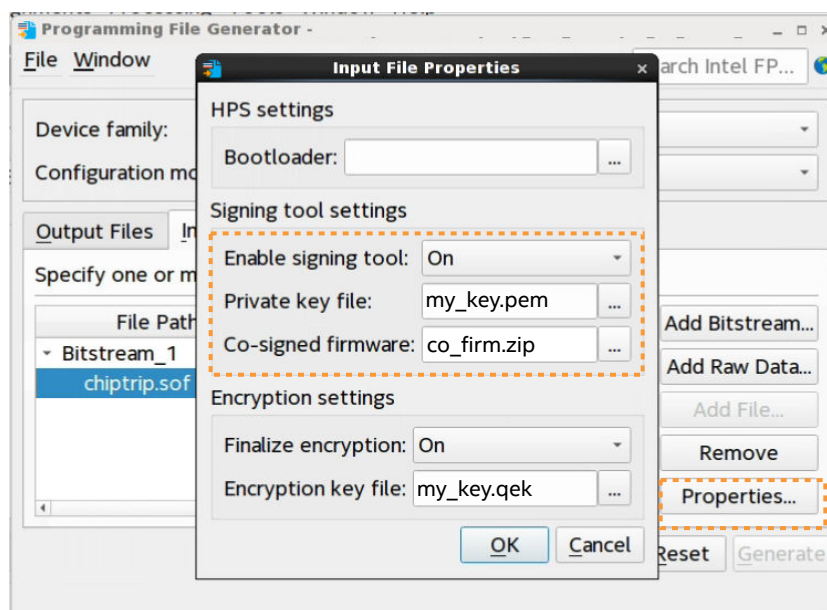 Programming File Generator -
File Window
arch Intel FP...
Input File Properties
HPS settings
Bootloader:
...
Device family:
Configuration mo
Signing tool settings
Enable signing tool: On
Private key file: my_key.pem ...
Co-signed firmware: co_firm.zip ...
Encryption settings
Finalize encryption: On
Encryption key file: my_key.qek ...
OK Cancel
Output Files In
Specify one or m
File Path
Bitstream_1
chiptrip.sof
Add Bitstream...
Add Raw Data...
Add File...
Remove
Properties...
Reset Generate